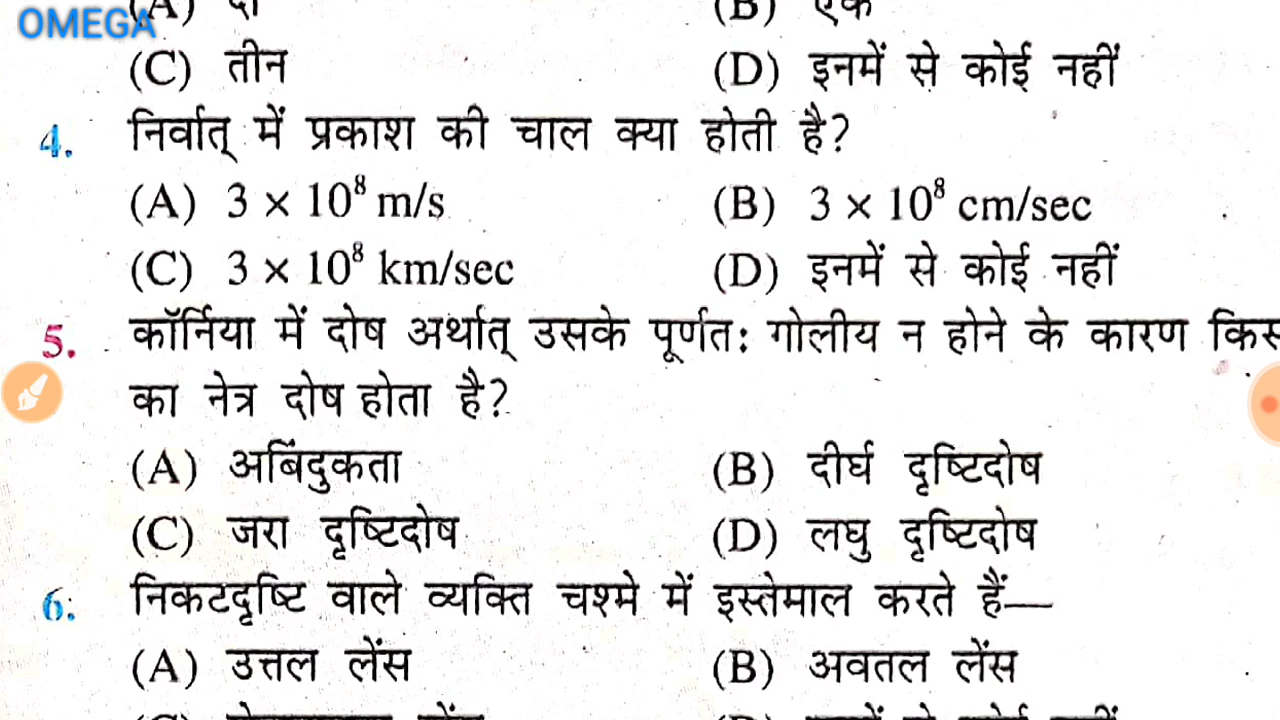 OMEGA
(A) दो (B) एक
(C) तीन (D) इनमें से कोई नहीं
4. निर्वात् में प्रकाश की चाल क्या होती है?
(A) 3 × 10⁸ m/s (B) 3 × 10⁸ cm/sec
(C) 3 × 10⁸ km/sec (D) इनमें से कोई नहीं
5. कॉर्निया में दोष अर्थात् उसके पूर्णतः गोलीय न होने के कारण किस
का नेत्र दोष होता है?
(A) अबिंदुकता (B) दीर्घ दृष्टिदोष
(C) जरा दृष्टिदोष (D) लघु दृष्टिदोष
6. निकटदृष्टि वाले व्यक्ति चश्मे में इस्तेमाल करते हैं—
(A) उत्तल लेंस (B) अवतल लेंस